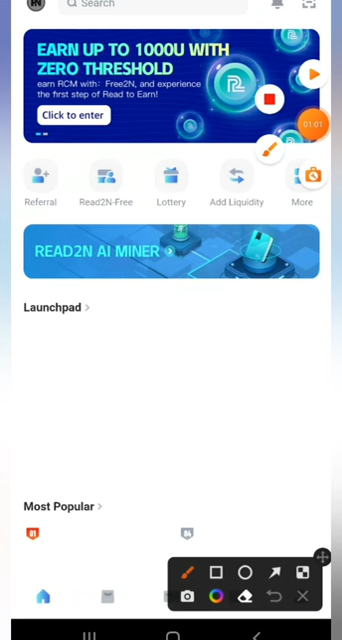 Search
EARN UP TO 1000U WITH
ZERO THRESHOLD
earn RCM with: Free2N, and experience
the first step of Read to Earn!
Click to enter
01:01
Referral
Read2N-Free
Lottery
Add Liquidity
More
READ2N AI MINER
Launchpad
Most Popular
01
04